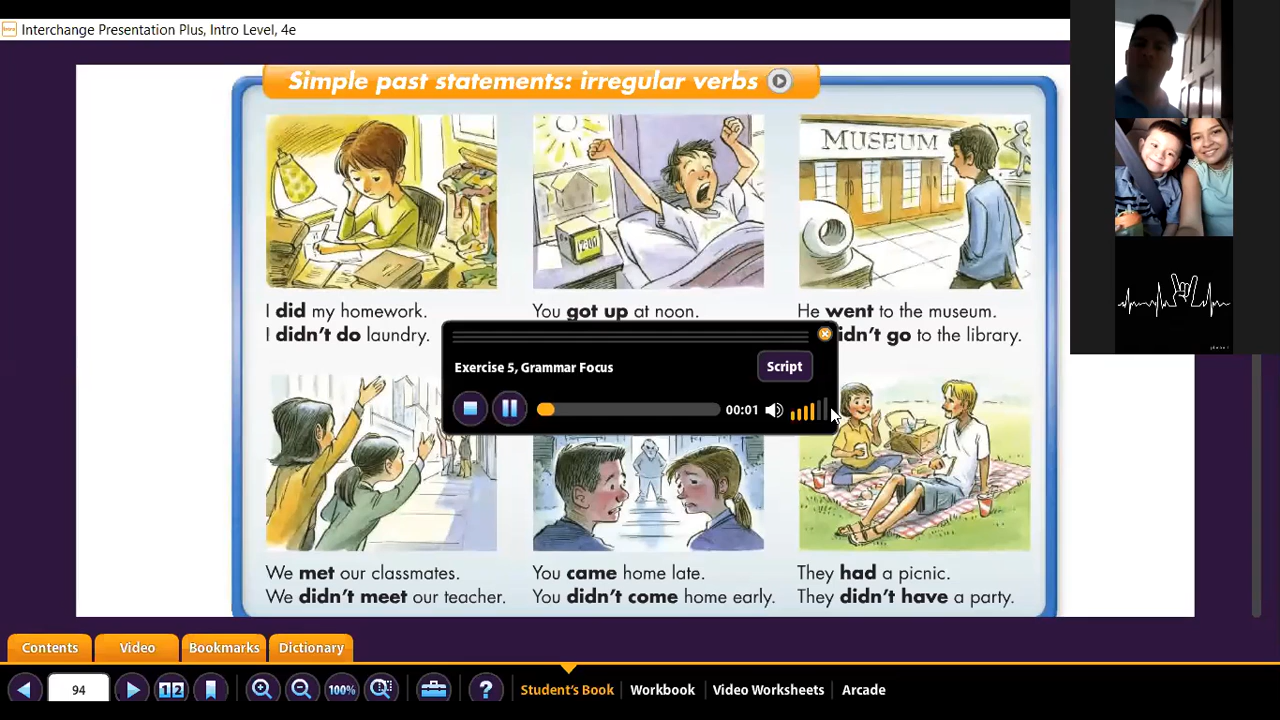 Interchange Presentation Plus, Intro Level, 4e
Simple past statements: irregular verbs
MUSEUM
12:00
I did my homework.
I didn't do laundry.
You got up at noon.
He went to the museum.
didn't go to the library.
Exercise 5, Grammar Focus
Script
00:01
We met our classmates.
We didn't meet our teacher.
You came home late.
You didn't come home early.
They had a picnic.
They didn't have a party.
Contents
Video
Bookmarks
Dictionary
94
1 2
100%
?
Student's Book
Workbook
Video Worksheets
Arcade